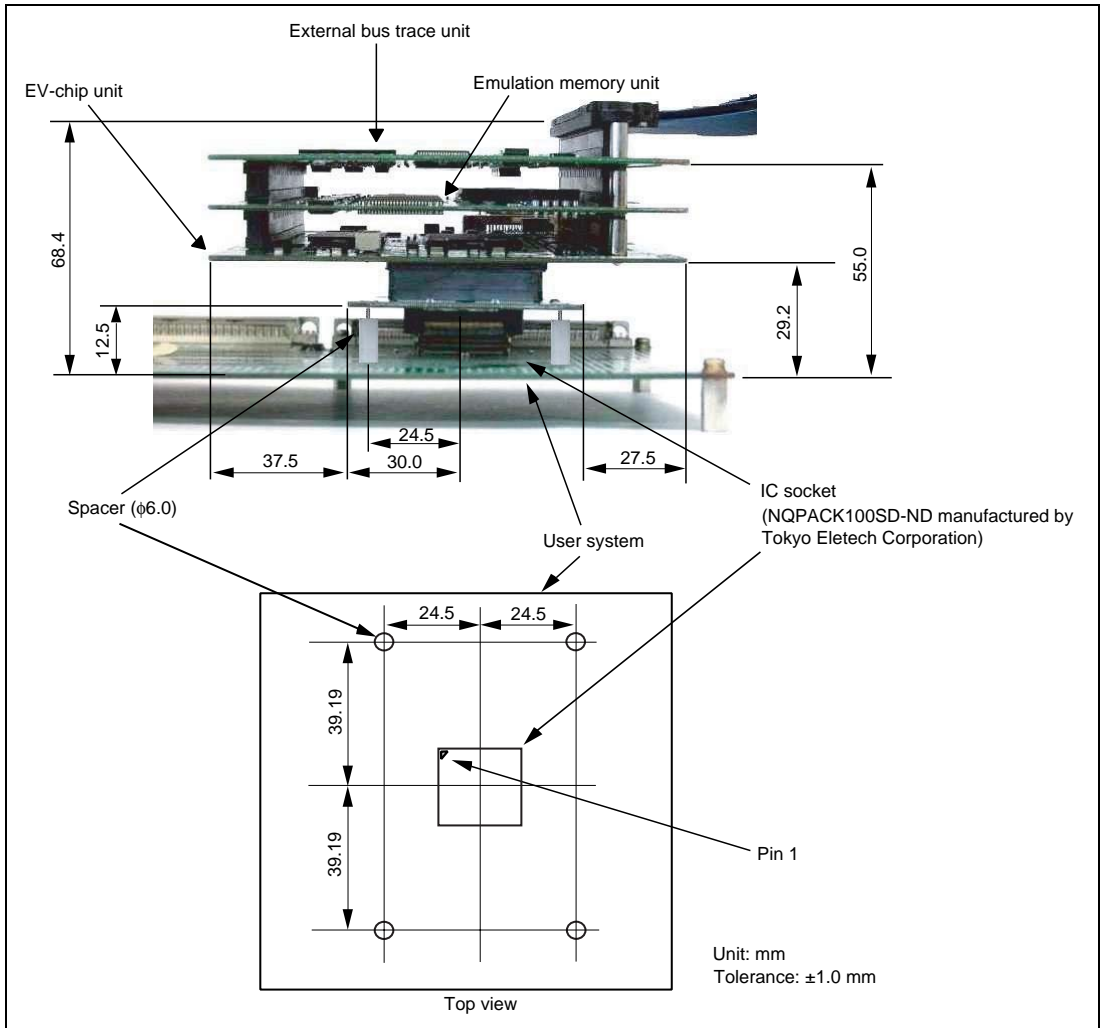 External bus trace unit
Emulation memory unit
EV-chip unit
68.4
12.5
55.0
29.2
24.5
37.5
30.0
27.5
Spacer (ϕ6.0)
IC socket
(NQPACK100SD-ND manufactured by
Tokyo Eletech Corporation)
User system
24.5
24.5
39.19
39.19
Pin 1
Unit: mm
Tolerance: ±1.0 mm
Top view